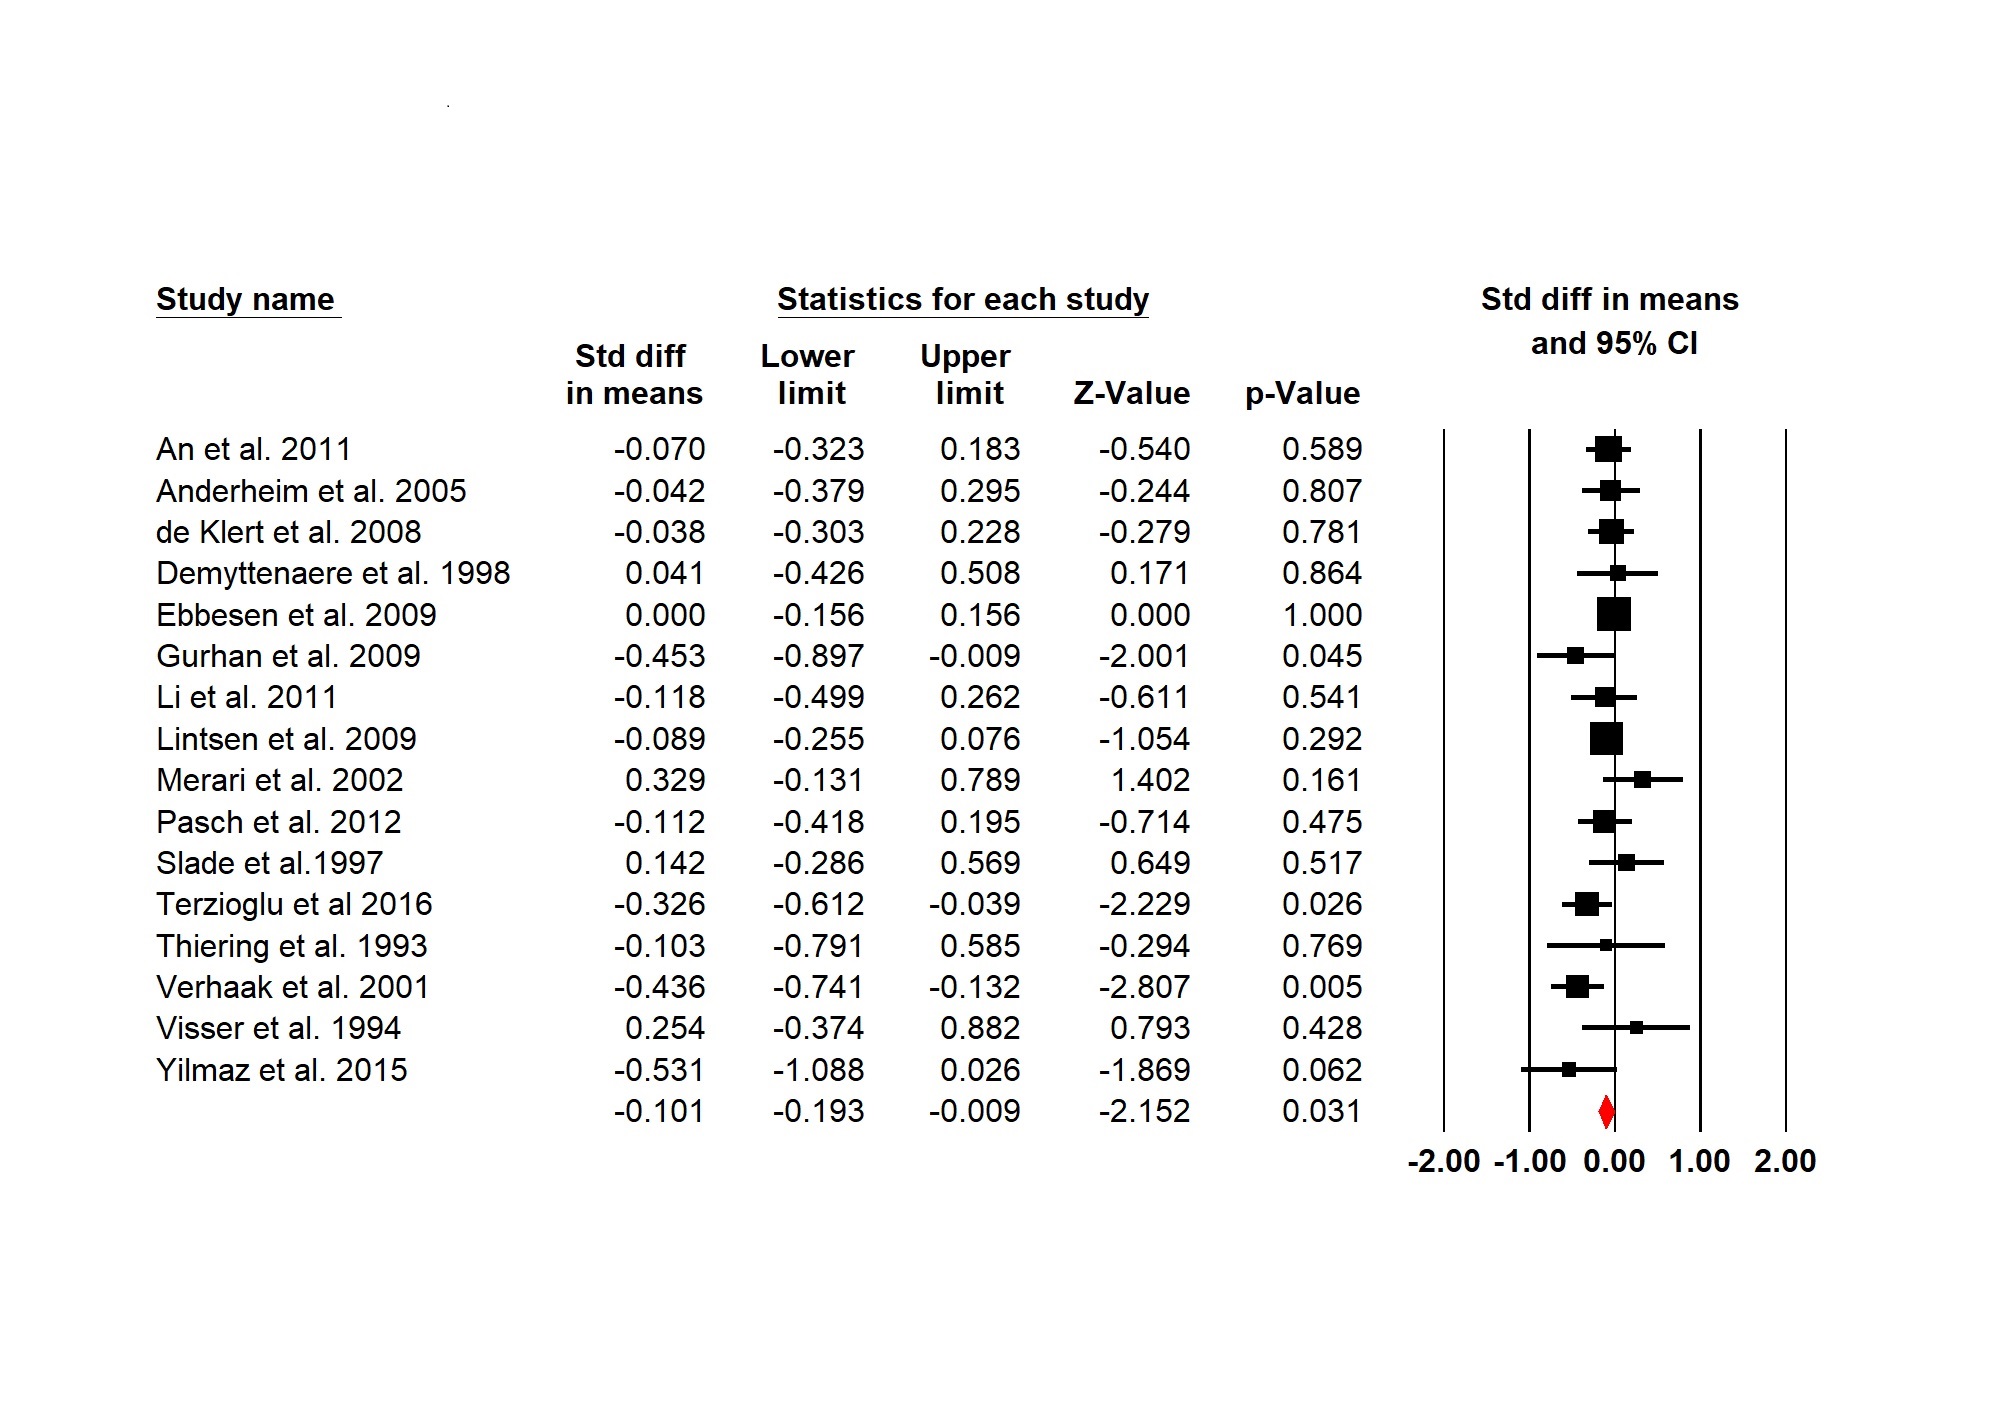 Study name Statistics for each study Std diff in means
and 95% CI
Std diff Lower Upper
in means limit limit Z-Value p-Value
An et al. 2011 -0.070 -0.323 0.183 -0.540 0.589
Anderheim et al. 2005 -0.042 -0.379 0.295 -0.244 0.807
de Klert et al. 2008 -0.038 -0.303 0.228 -0.279 0.781
Demyttenaere et al. 1998 0.041 -0.426 0.508 0.171 0.864
Ebbesen et al. 2009 0.000 -0.156 0.156 0.000 1.000
Gurhan et al. 2009 -0.453 -0.897 -0.009 -2.001 0.045
Li et al. 2011 -0.118 -0.499 0.262 -0.611 0.541
Lintsen et al. 2009 -0.089 -0.255 0.076 -1.054 0.292
Merari et al. 2002 0.329 -0.131 0.789 1.402 0.161
Pasch et al. 2012 -0.112 -0.418 0.195 -0.714 0.475
Slade et al.1997 0.142 -0.286 0.569 0.649 0.517
Terzioglu et al 2016 -0.326 -0.612 -0.039 -2.229 0.026
Thiering et al. 1993 -0.103 -0.791 0.585 -0.294 0.769
Verhaak et al. 2001 -0.436 -0.741 -0.132 -2.807 0.005
Visser et al. 1994 0.254 -0.374 0.882 0.793 0.428
Yilmaz et al. 2015 -0.531 -1.088 0.026 -1.869 0.062
-0.101 -0.193 -0.009 -2.152 0.031
-2.00 -1.00 0.00 1.00 2.00